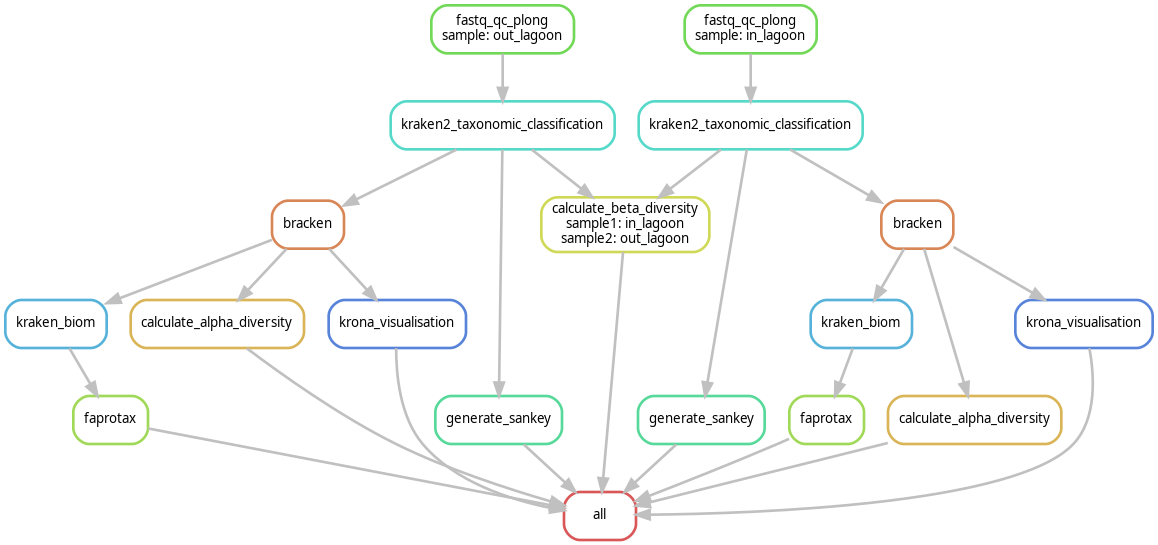 fastq_qc_plong
sample: out_lagoon
fastq_qc_plong
sample: in_lagoon
kraken2_taxonomic_classification
kraken2_taxonomic_classification
bracken
calculate_beta_diversity
sample1: in_lagoon
sample2: out_lagoon
bracken
kraken_biom
calculate_alpha_diversity
krona_visualisation
kraken_biom
krona_visualisation
faprotax
generate_sankey
generate_sankey
faprotax
calculate_alpha_diversity
all